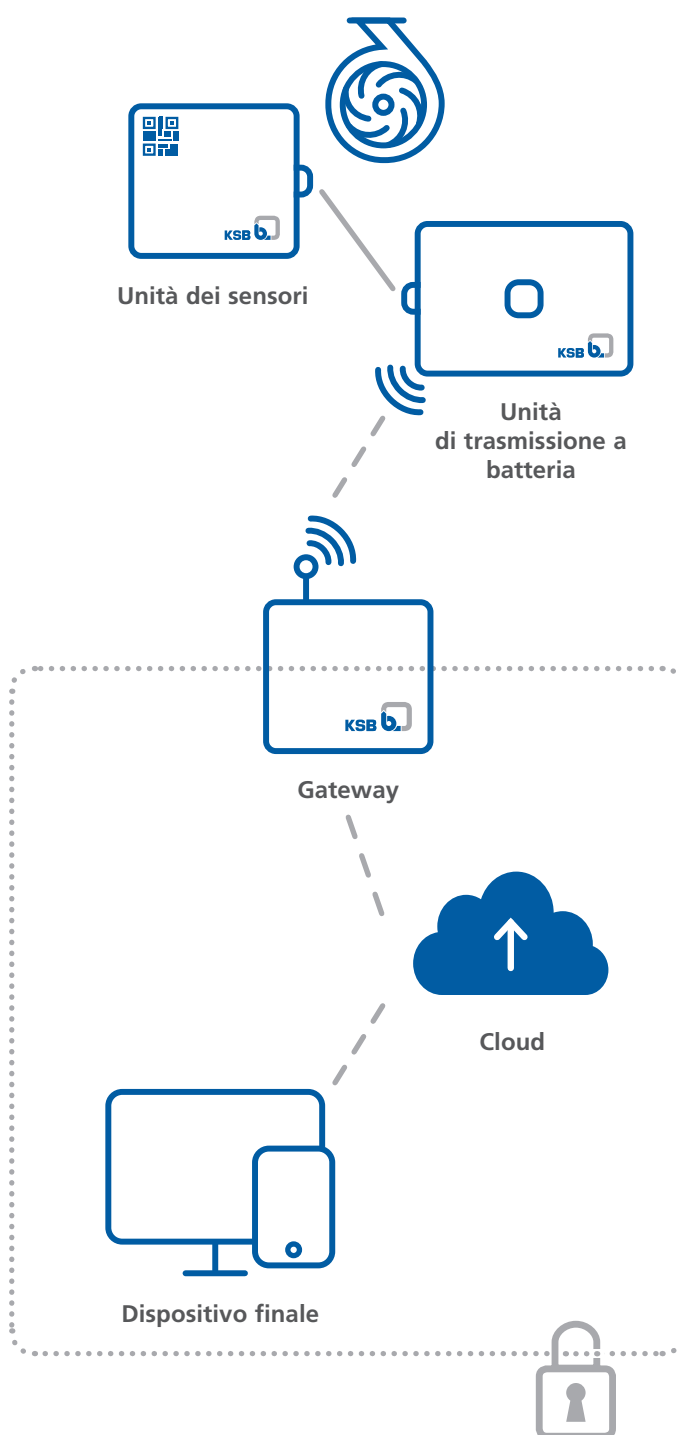 KSB b.
Unità dei sensori
KSB b.
Unità
di trasmissione a
batteria
KSB b.
Gateway
Cloud
Dispositivo finale